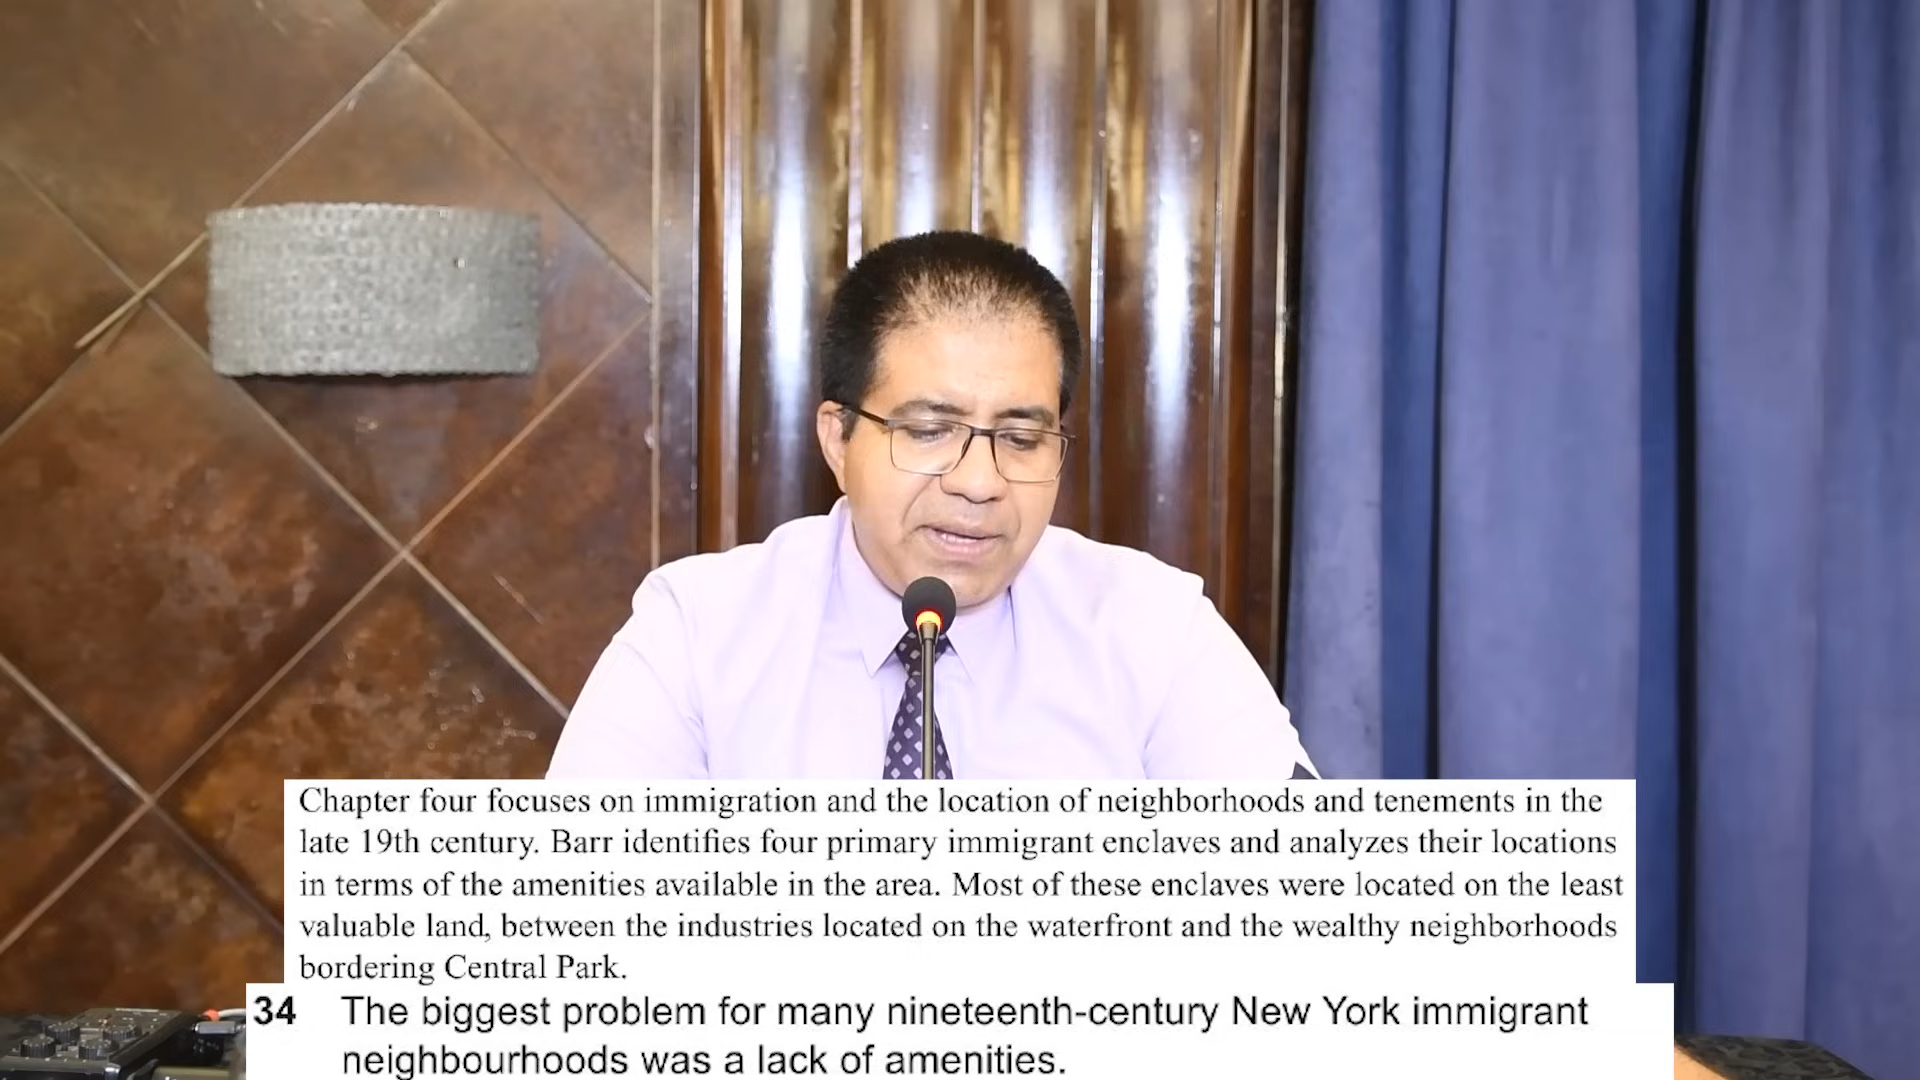 Chapter four focuses on immigration and the location of neighborhoods and tenements in the
late 19th century. Barr identifies four primary immigrant enclaves and analyzes their locations
in terms of the amenities available in the area. Most of these enclaves were located on the least
valuable land, between the industries located on the waterfront and the wealthy neighborhoods
bordering Central Park.
34 The biggest problem for many nineteenth-century New York immigrant
neighbourhoods was a lack of amenities.